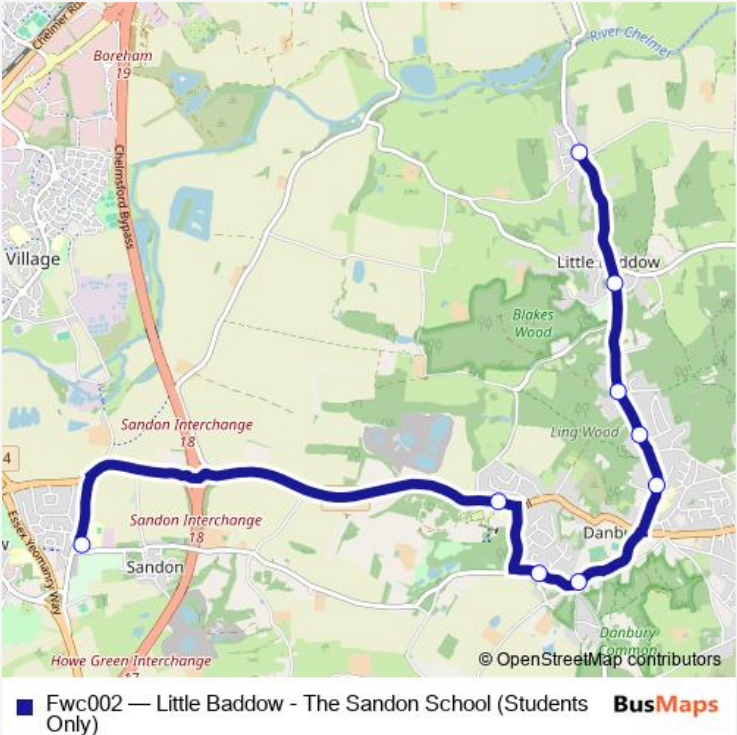 Chelmer Ro
River Chelmer
Boreham
19
Chelmsford Bypass
Village
Little ddow
Blakes
Wood
Sandon Interchange
18
Ling Wood
4
Sandon Interchange
18
Danb
Essex Yeomanry Way
Sandon
Danbury
Common
Howe Green Interchange
17
© OpenStreetMap contributors
Fwc002 — Little Baddow - The Sandon School (Students
Only)
BusMaps